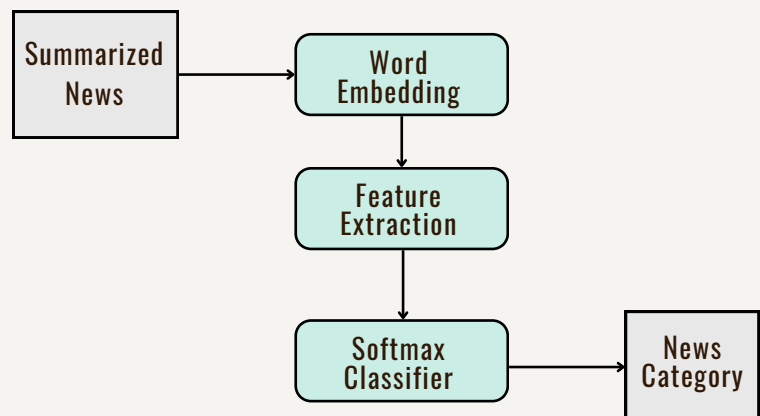 Summarized
News
Word
Embedding
Feature
Extraction
Softmax
Classifier
News
Category